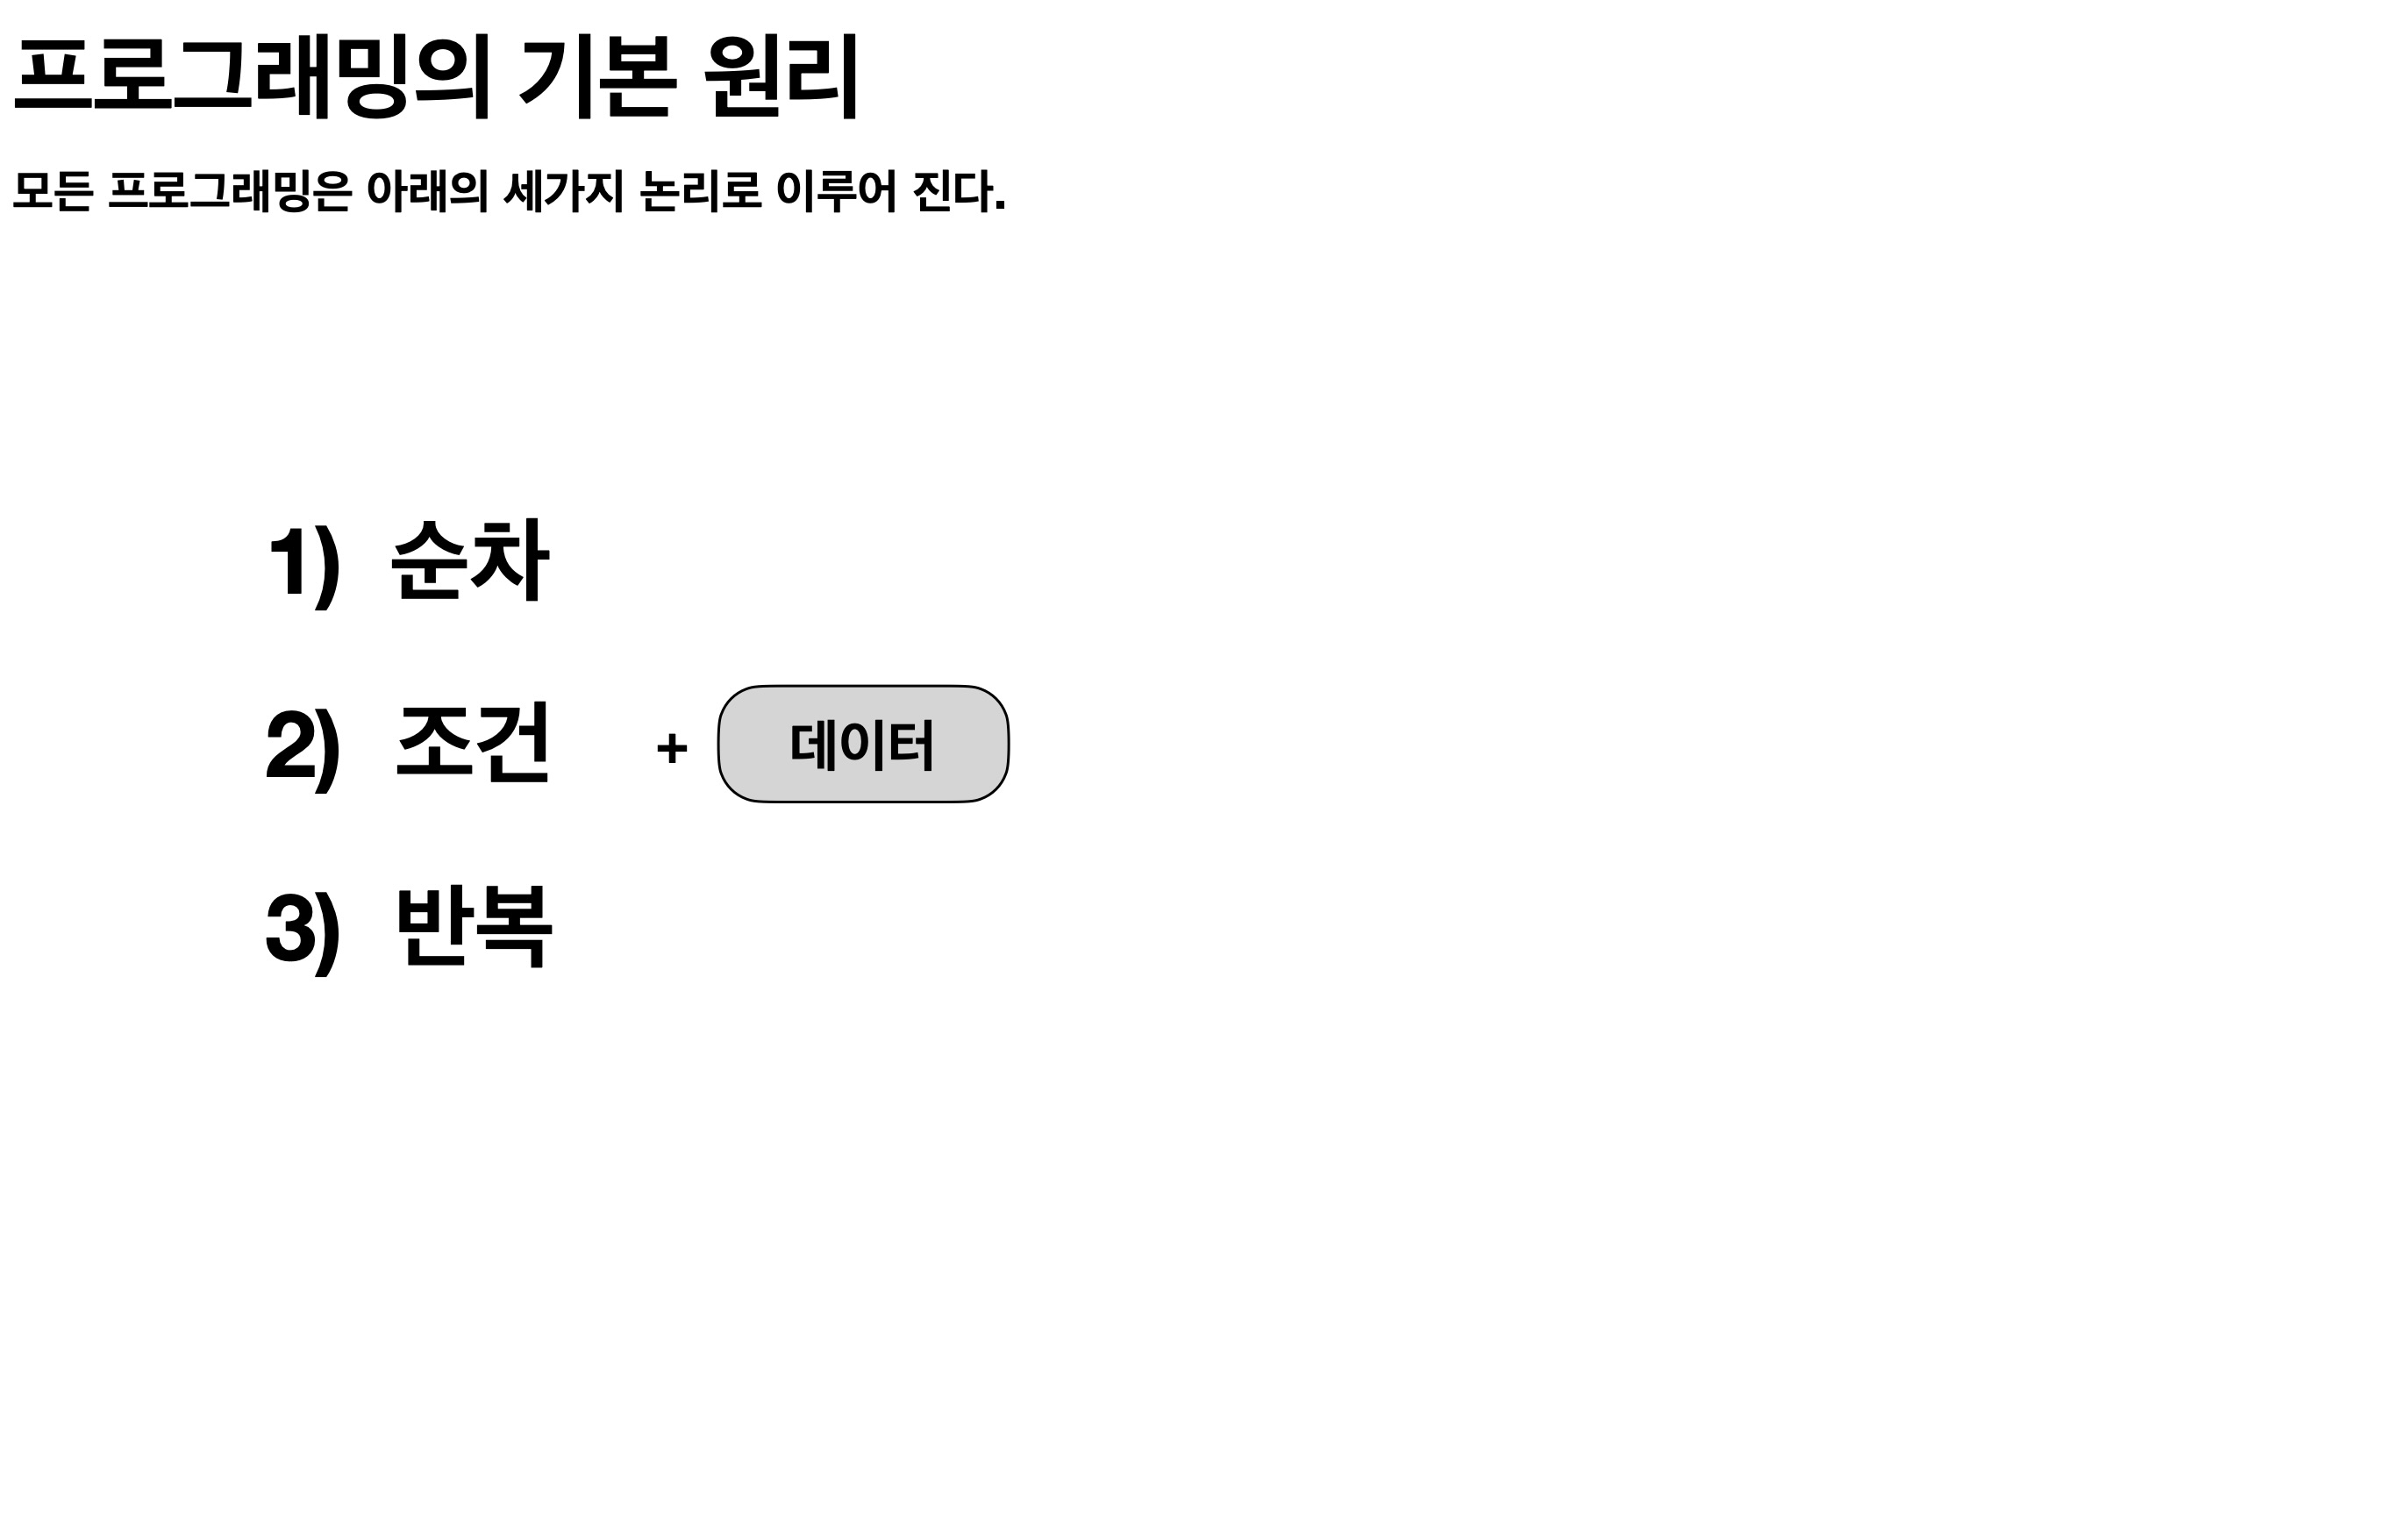 프로그래밍의 기본 원리
모든 프로그래밍은 아래의 세가지 논리로 이루어 진다.
1) 순차
2) 조건 + 데이터
3) 반복